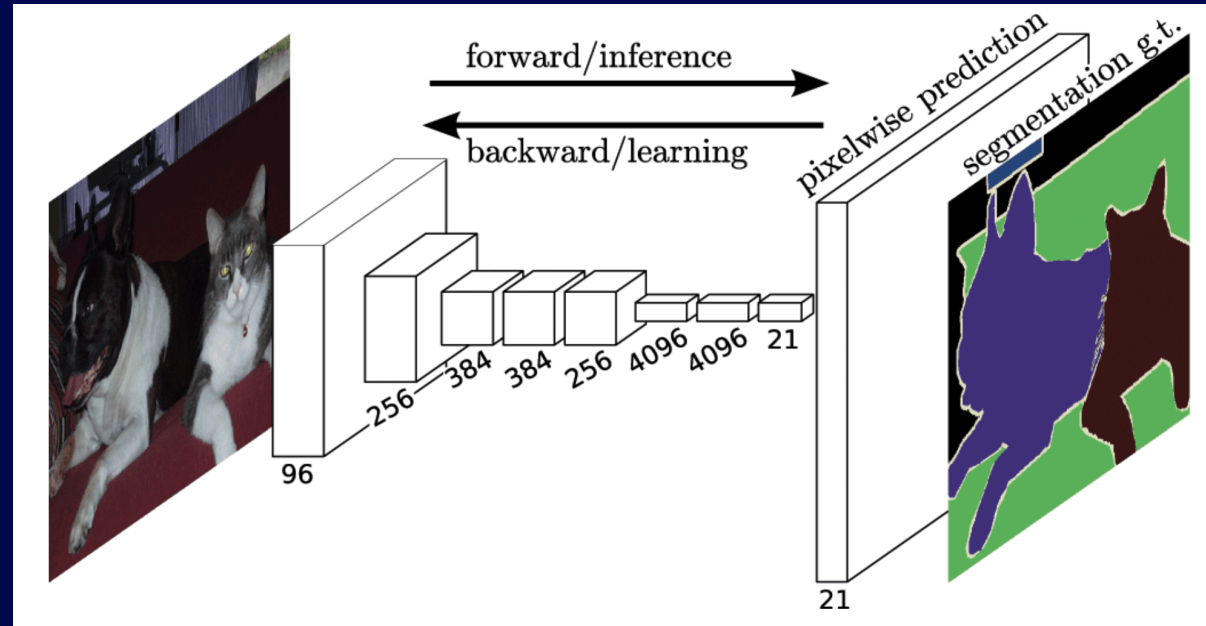 forward/inference
backward/learning
pixelwise prediction
segmentation g.t.
96
256
384
384
256
4096
4096
21
21